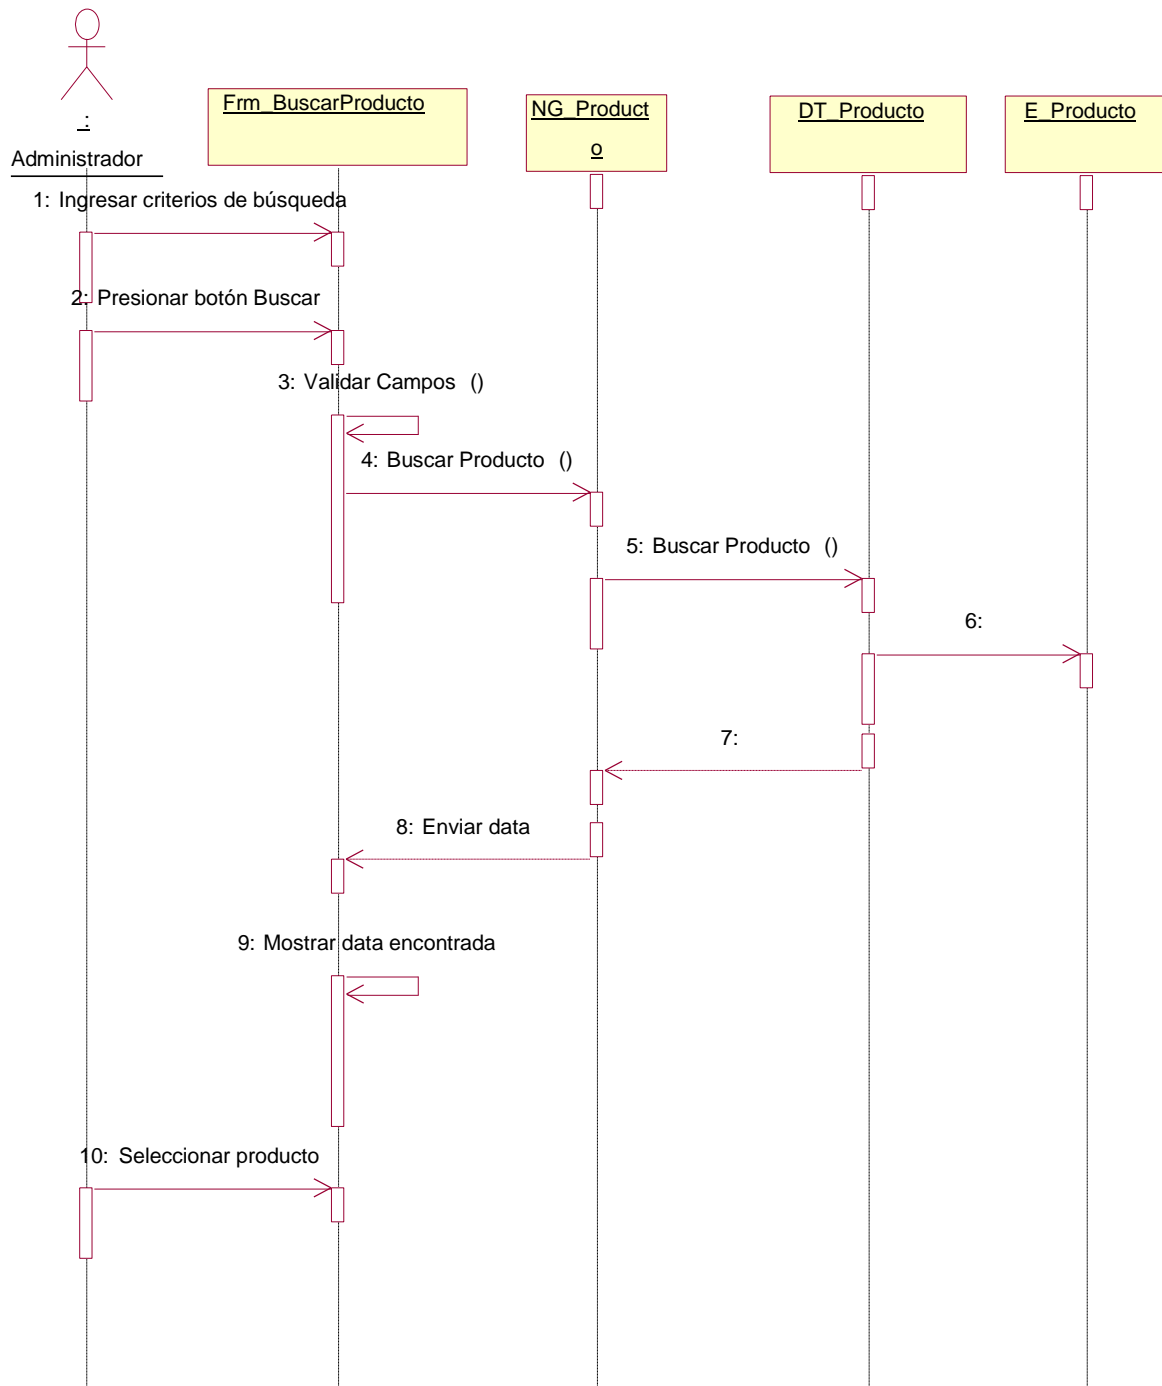 :
Administrador
Frm_BuscarProducto
NG_Product
o
DT_Producto
E_Producto
1: Ingresar criterios de búsqueda
2: Presionar botón Buscar
3: Validar Campos ()
4: Buscar Producto ()
5: Buscar Producto ()
6:
7:
8: Enviar data
9: Mostrar data encontrada
10: Seleccionar producto